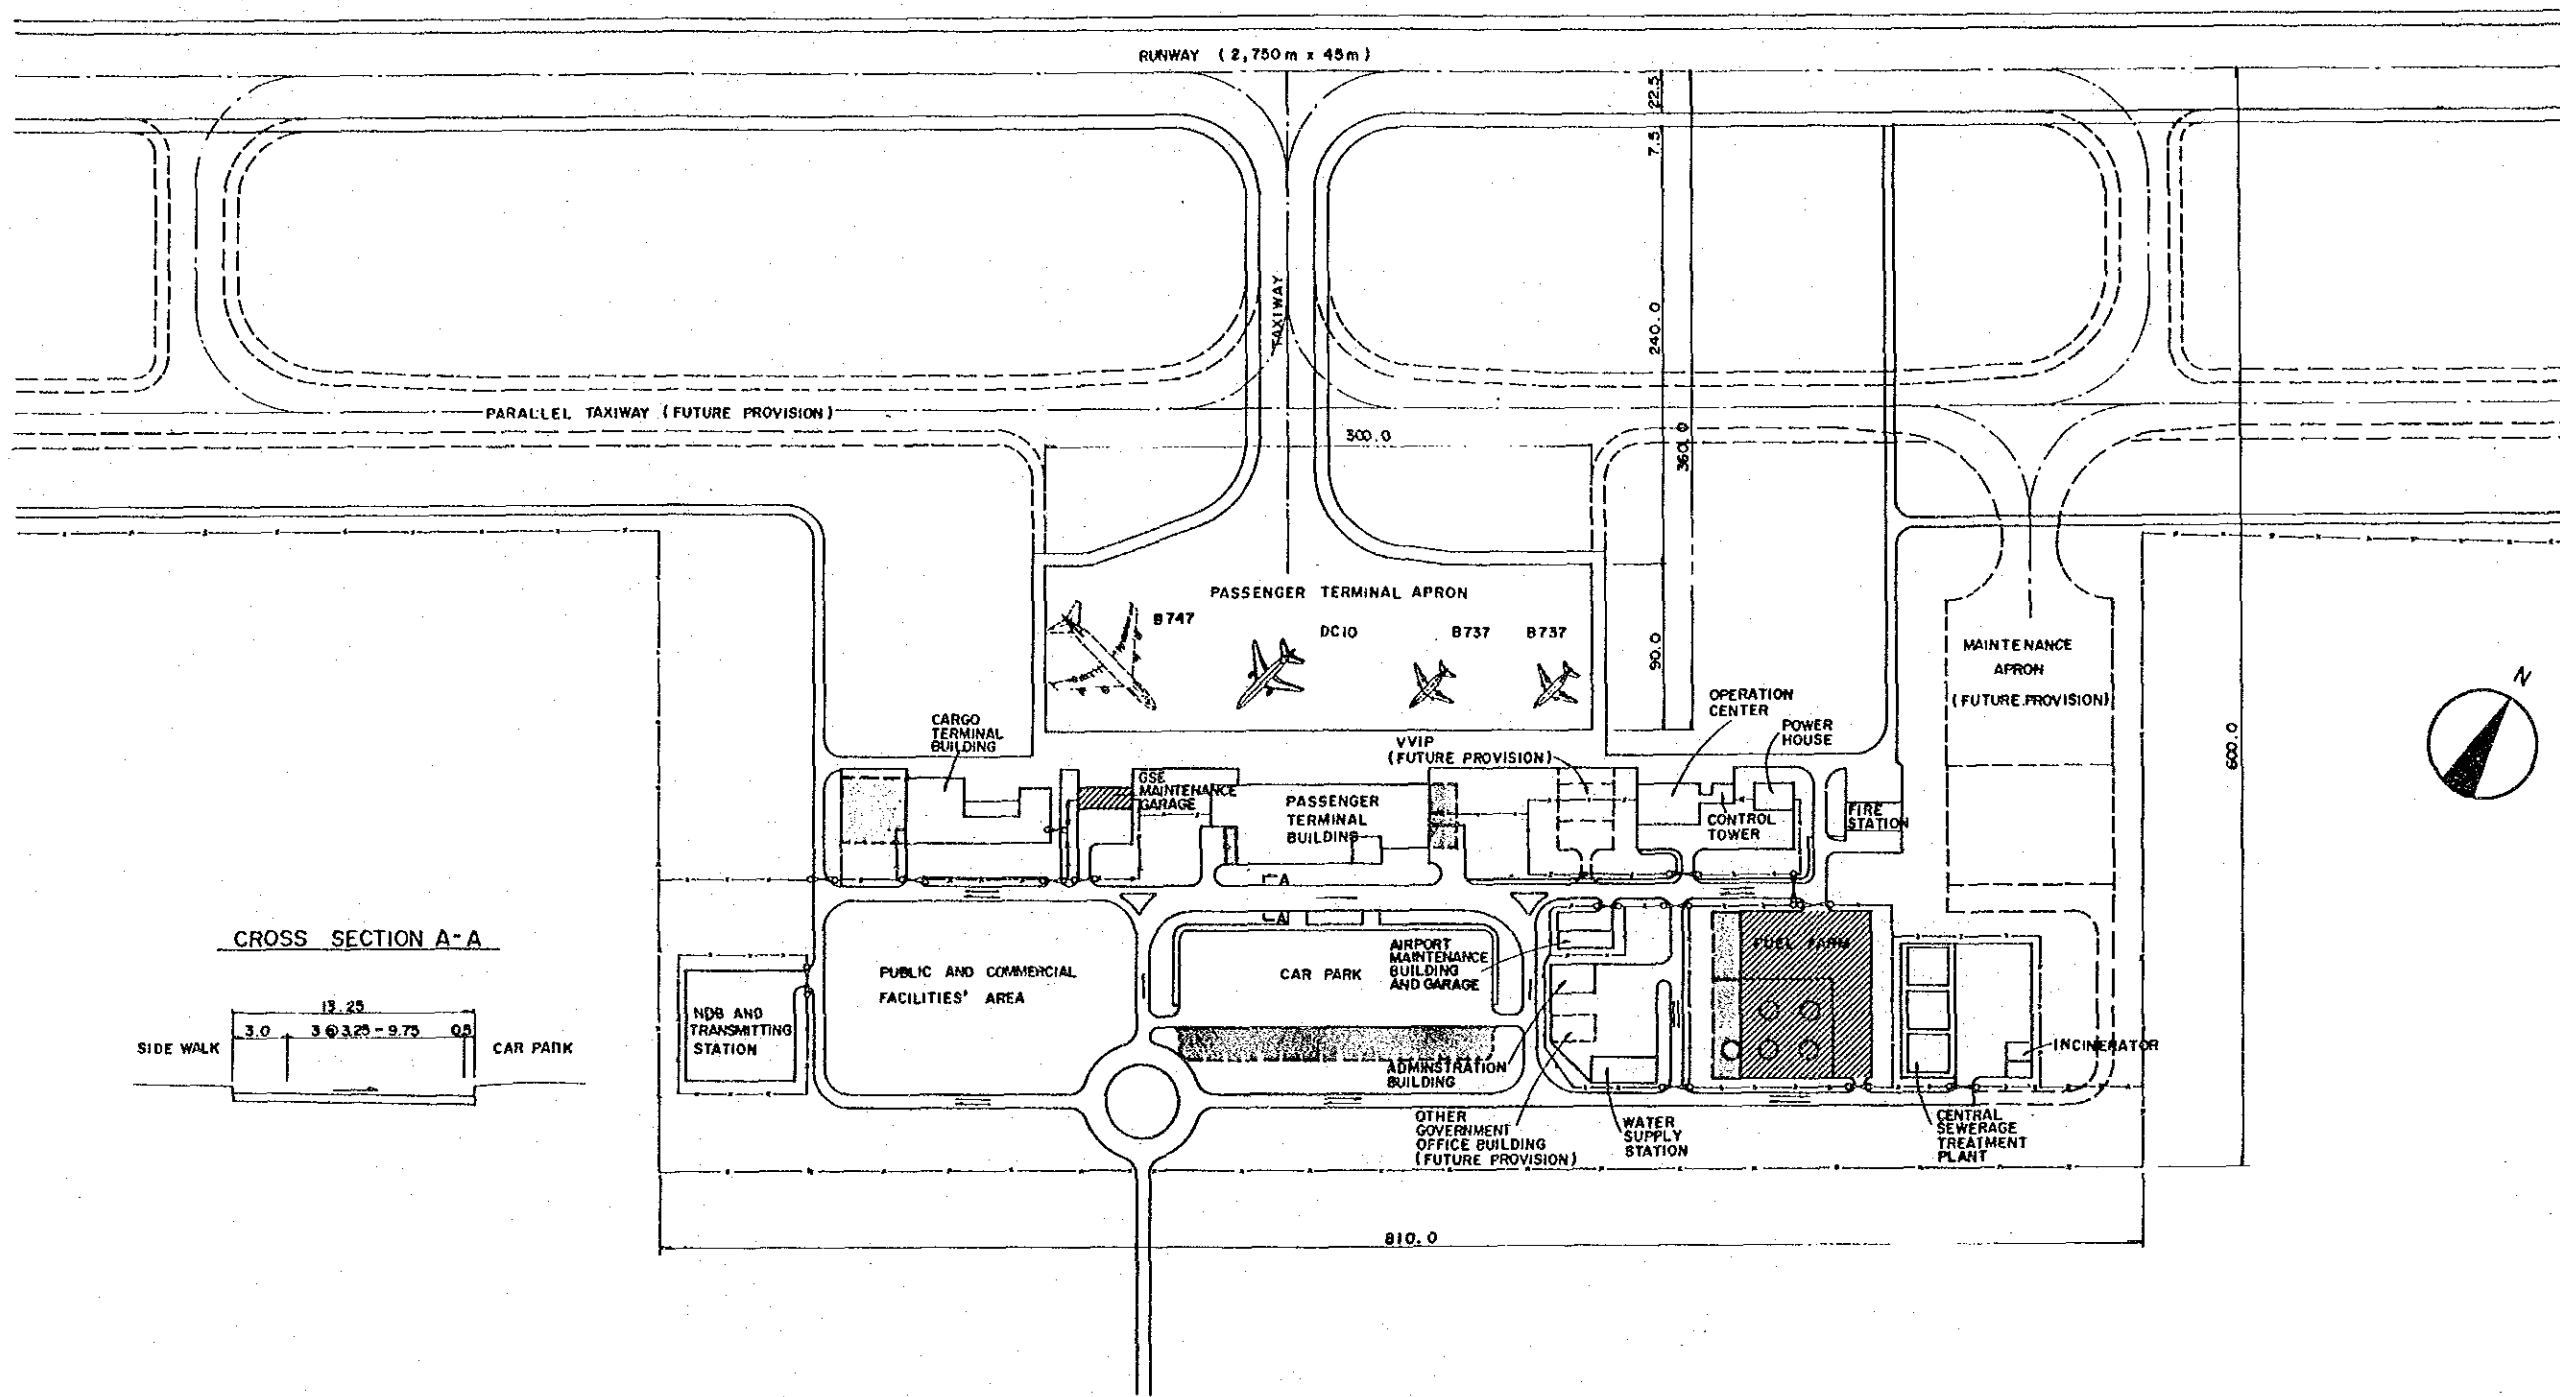 RUNWAY ( 2,750 m x 45m )
22.5
7.5
TAXIWAY
240.0
PARALLEL TAXIWAY ( FUTURE PROVISION )
300.0
360.0
PASSENGER TERMINAL APRON
B747
DC10
B737
B737
90.0
MAINTENANCE
APRON
( FUTURE PROVISION )
N
600.0
OPERATION
CENTER
POWER
HOUSE
CARGO
TERMINAL
BUILDING
VVIP
(FUTURE PROVISION)
GSE
MAINTENANCE
GARAGE
PASSENGER
TERMINAL
BUILDING
CONTROL
TOWER
FIRE
STATION
A
A
CROSS SECTION A-A
13.25
3.0
3@3.25-9.75
0.5
SIDE WALK
CAR PARK
NDB AND
TRANSMITTING
STATION
PUBLIC AND COMMERCIAL
FACILITIES' AREA
CAR PARK
AIRPORT
MAINTENANCE
BUILDING
AND GARAGE
FUEL FARM
ADMINSTRATION
BUILDING
INCINERATOR
OTHER
GOVERNMENT
OFFICE BUILDING
(FUTURE PROVISION)
WATER
SUPPLY
STATION
CENTRAL
SEWERAGE
TREATMENT
PLANT
810.0